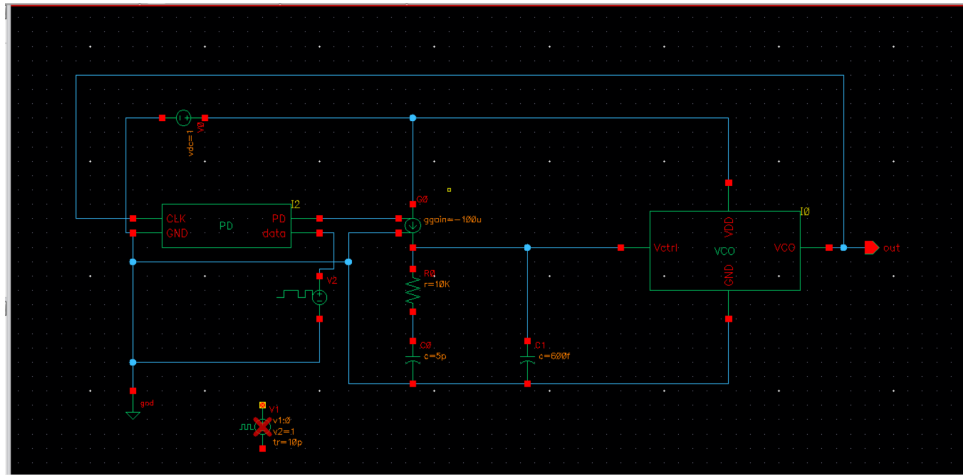 V0
vdc=1
I2
CLK
GND
PD
PD
data
G0
ggain=-100u
I0
VDD
Vctrl
VCO
VCO
GND
out
V2
R0
r=10K
C0
c=5p
C1
c=600f
gnd
V1
v1:0
v2=1
tr=10p